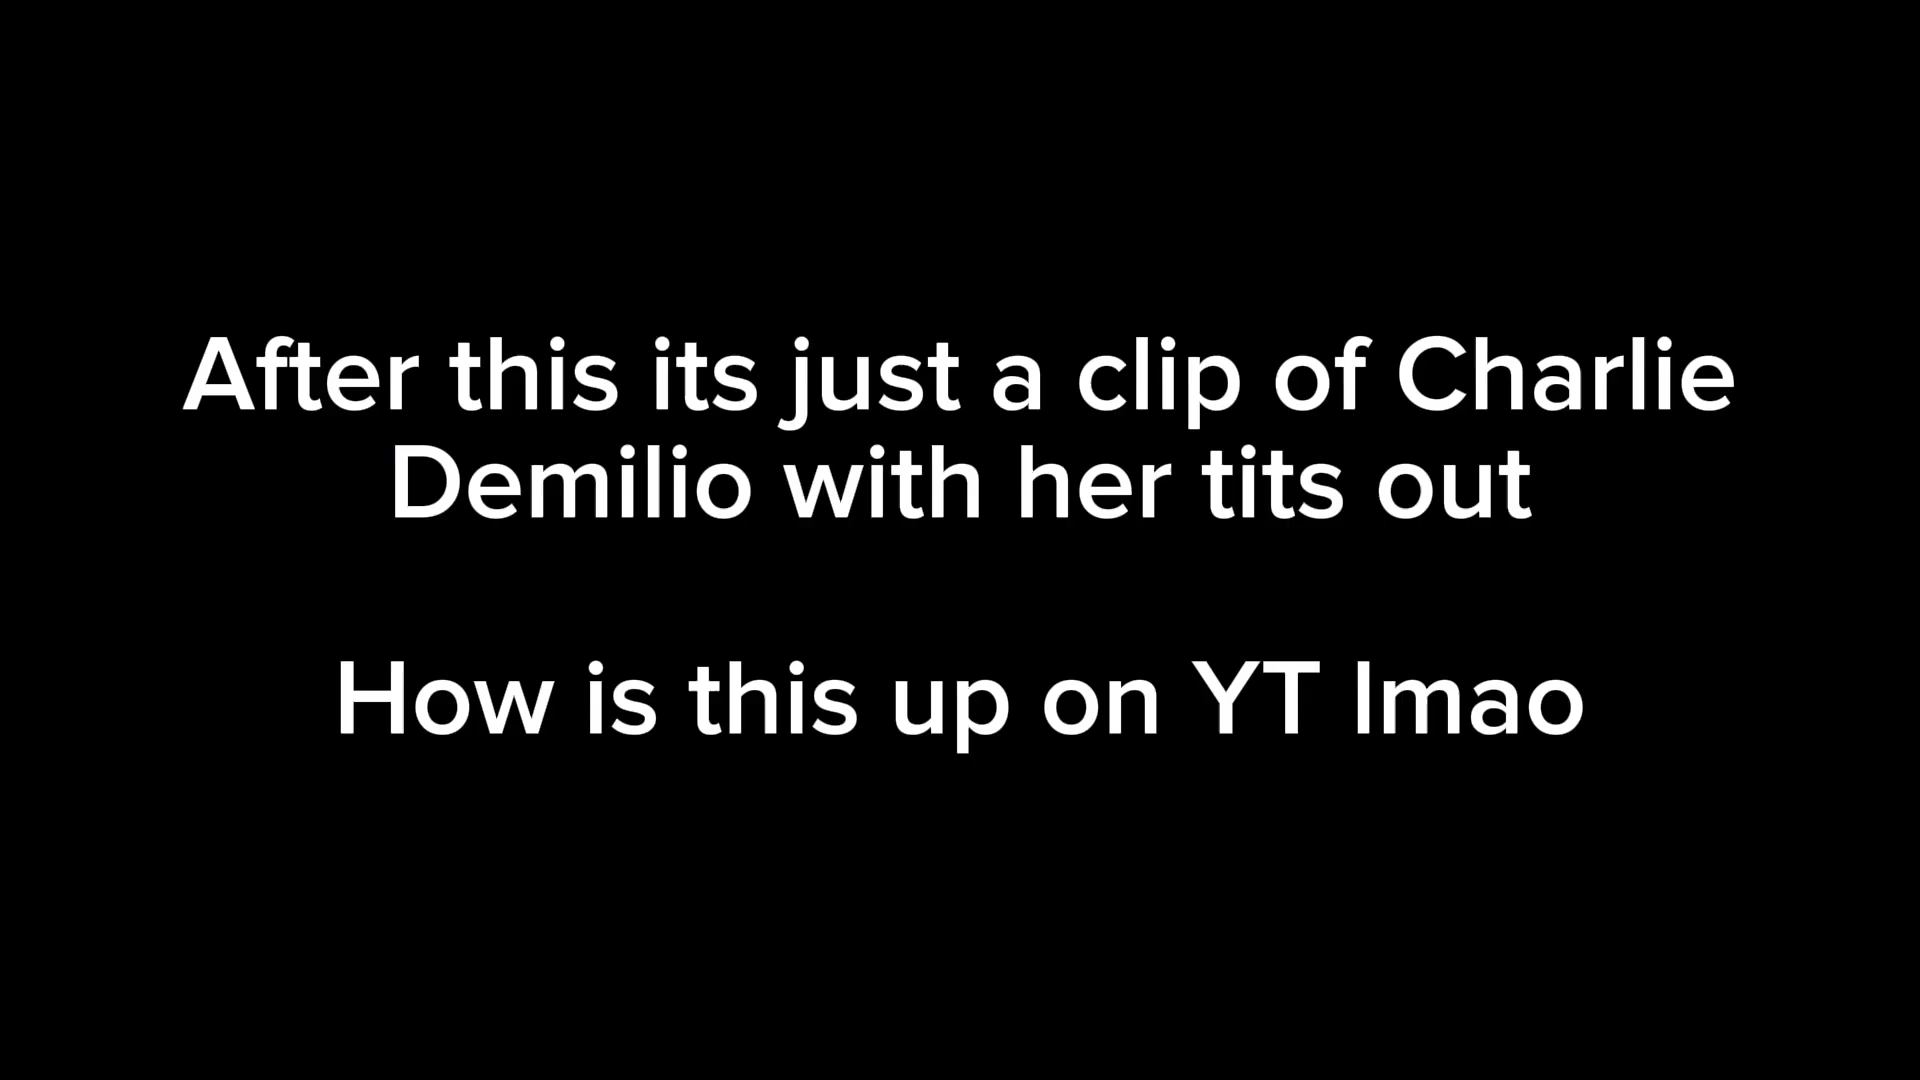 After this its just a clip of Charlie
Demilio with her tits out
How is this up on YT lmao